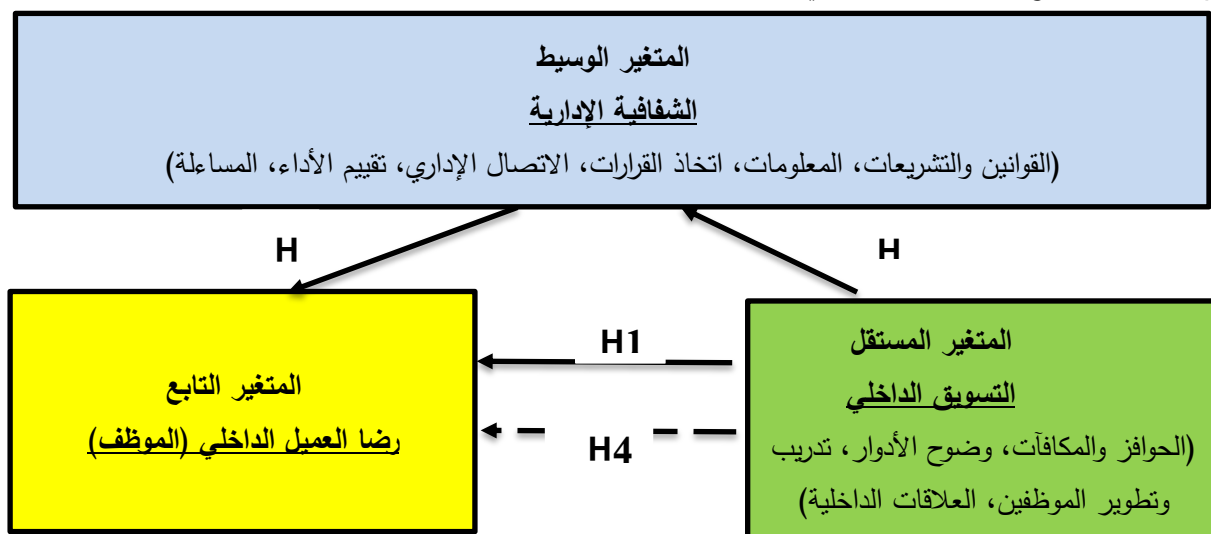 المتغير الوسيط
الشفافية الإدارية
(القوانين والتشريعات، المعلومات، اتخاذ القرارات، الاتصال الإداري، تقييم الأداء، المساءلة)
H
H
المتغير المستقل
التسويق الداخلي
(الحوافز والمكافآت، وضوح الأدوار، تدريب
وتطوير الموظفين، العلاقات الداخلية)
H1
H4
المتغير التابع
رضا العميل الداخلي (الموظف)